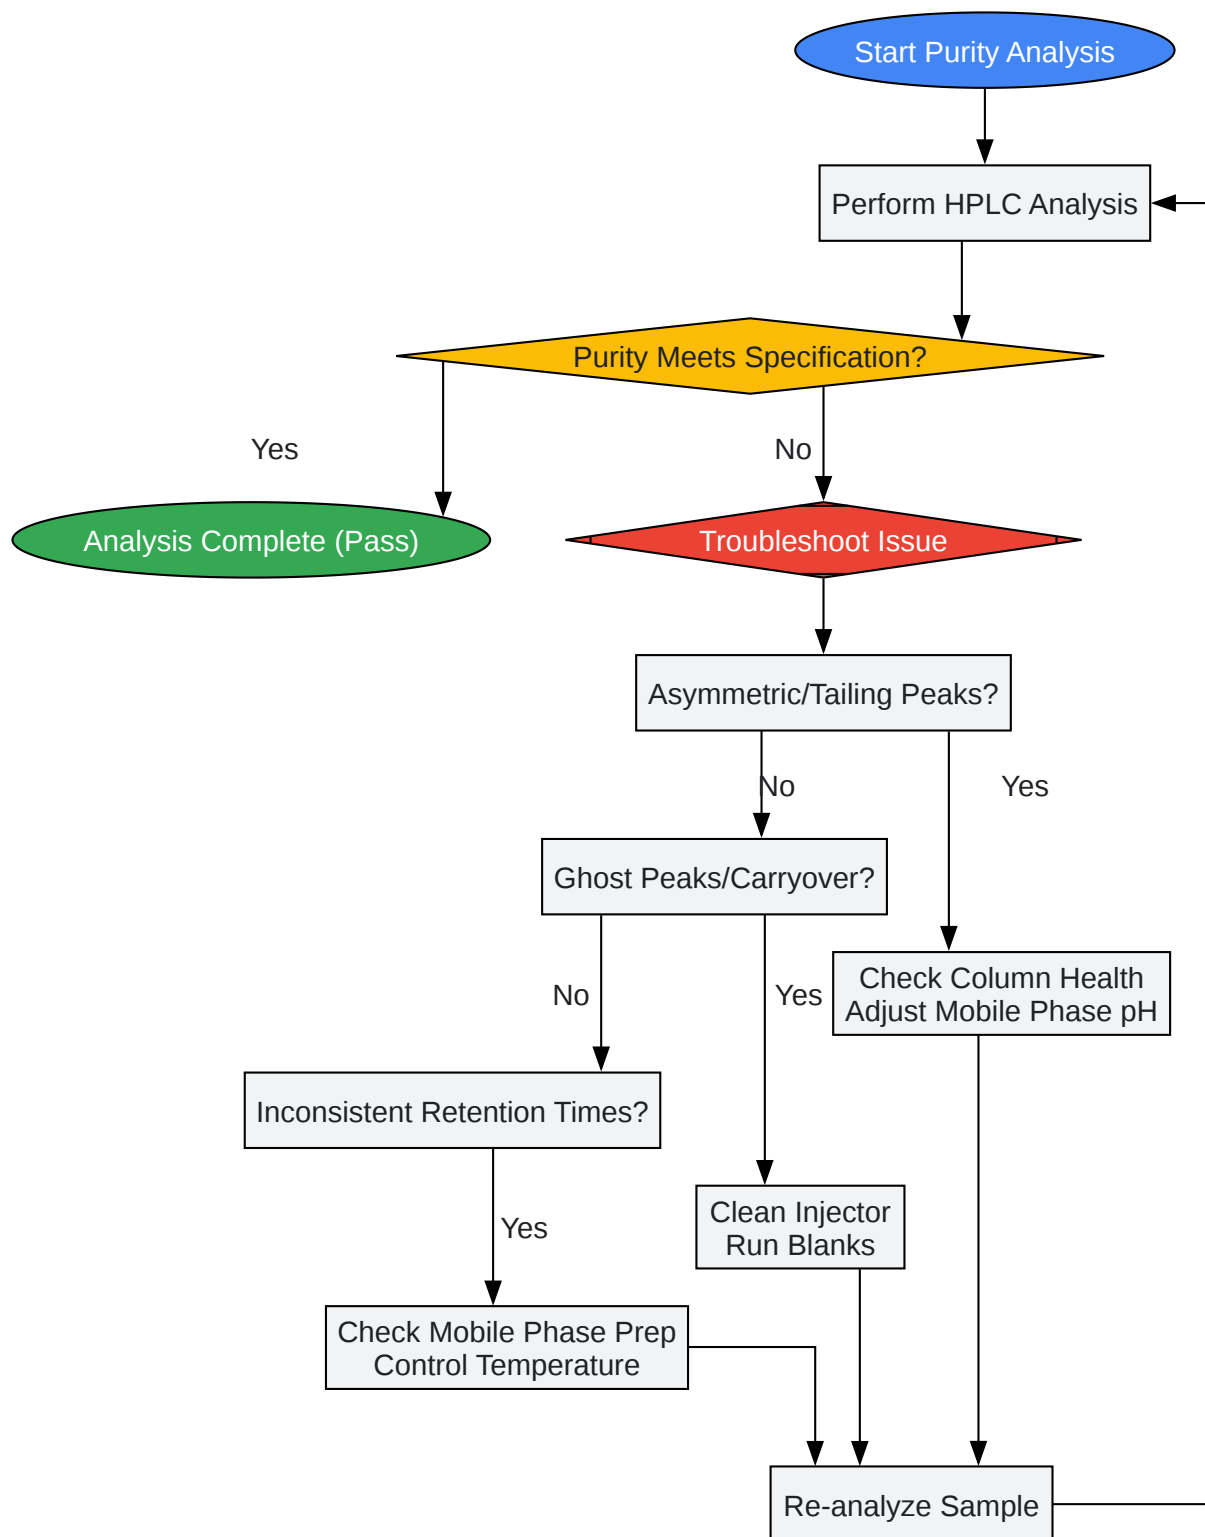 Start Purity Analysis
Perform HPLC Analysis
Purity Meets Specification?
Yes
No
Analysis Complete (Pass)
Troubleshoot Issue
Asymmetric/Tailing Peaks?
No
Yes
Ghost Peaks/Carryover?
No
Yes
Check Column Health
Adjust Mobile Phase pH
Inconsistent Retention Times?
Yes
Clean Injector
Run Blanks
Check Mobile Phase Prep
Control Temperature
Re-analyze Sample